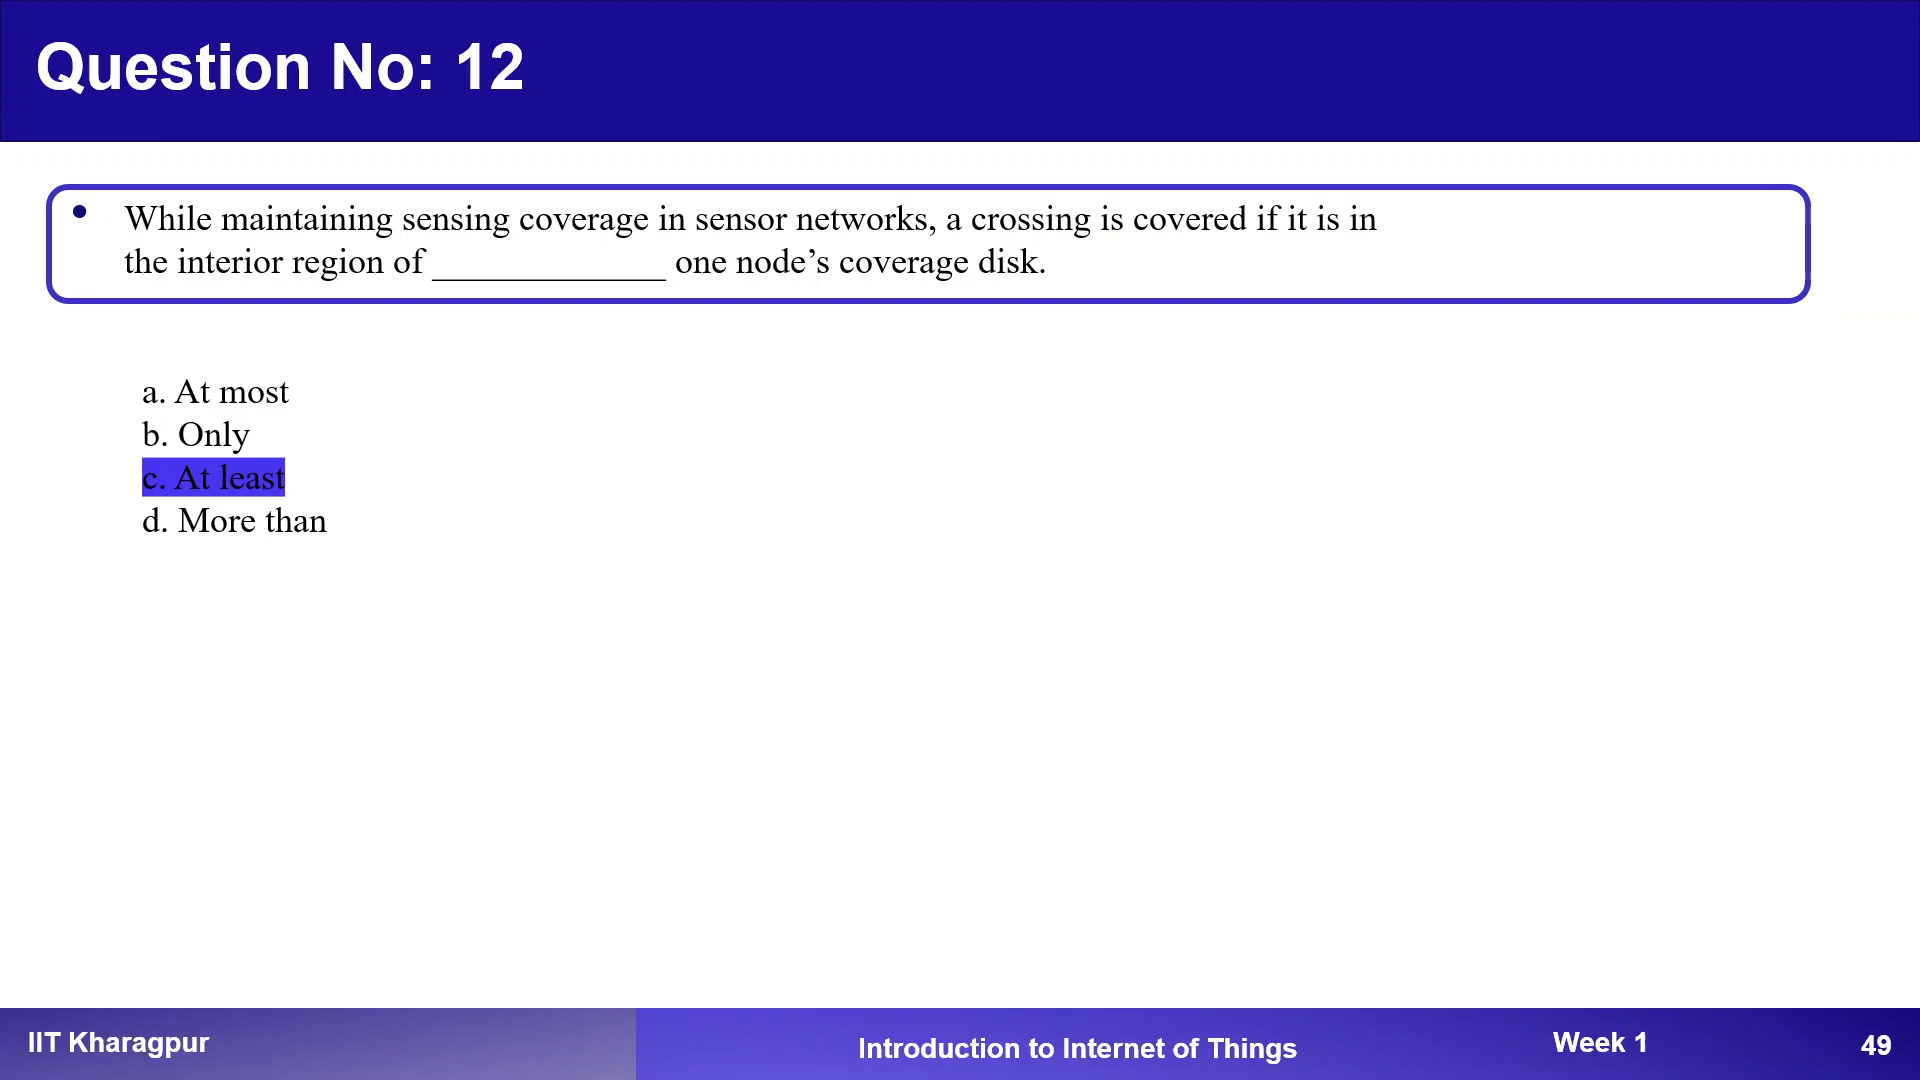 Question No: 12
• While maintaining sensing coverage in sensor networks, a crossing is covered if it is in
the interior region of _____________ one node’s coverage disk.
a. At most
b. Only
c. At least
d. More than
IIT Kharagpur
Introduction to Internet of Things
Week 1
49